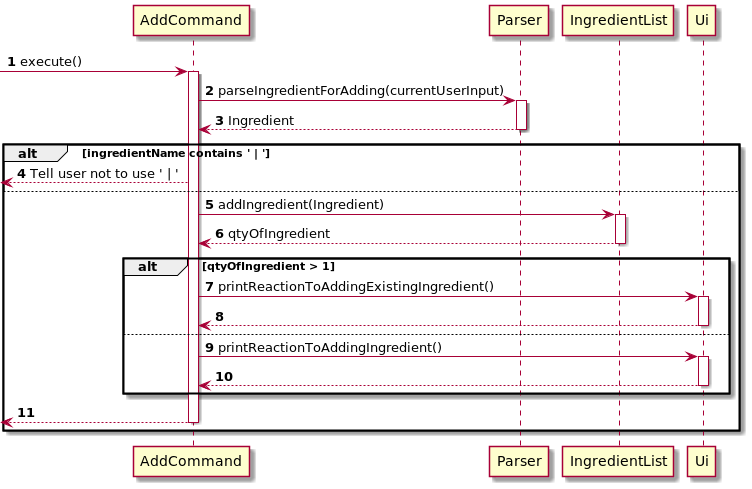 AddCommand Parser IngredientList Ui
1 execute()
2 parseIngredientForAdding(currentUserInput)
3 Ingredient
alt [ingredientName contains ' | ']
4 Tell user not to use ' | '
5 addIngredient(Ingredient)
6 qtyOfIngredient
alt [qtyOfIngredient > 1]
7 printReactionToAddingExistingIngredient()
8
9 printReactionToAddingIngredient()
10
11
AddCommand Parser IngredientList Ui